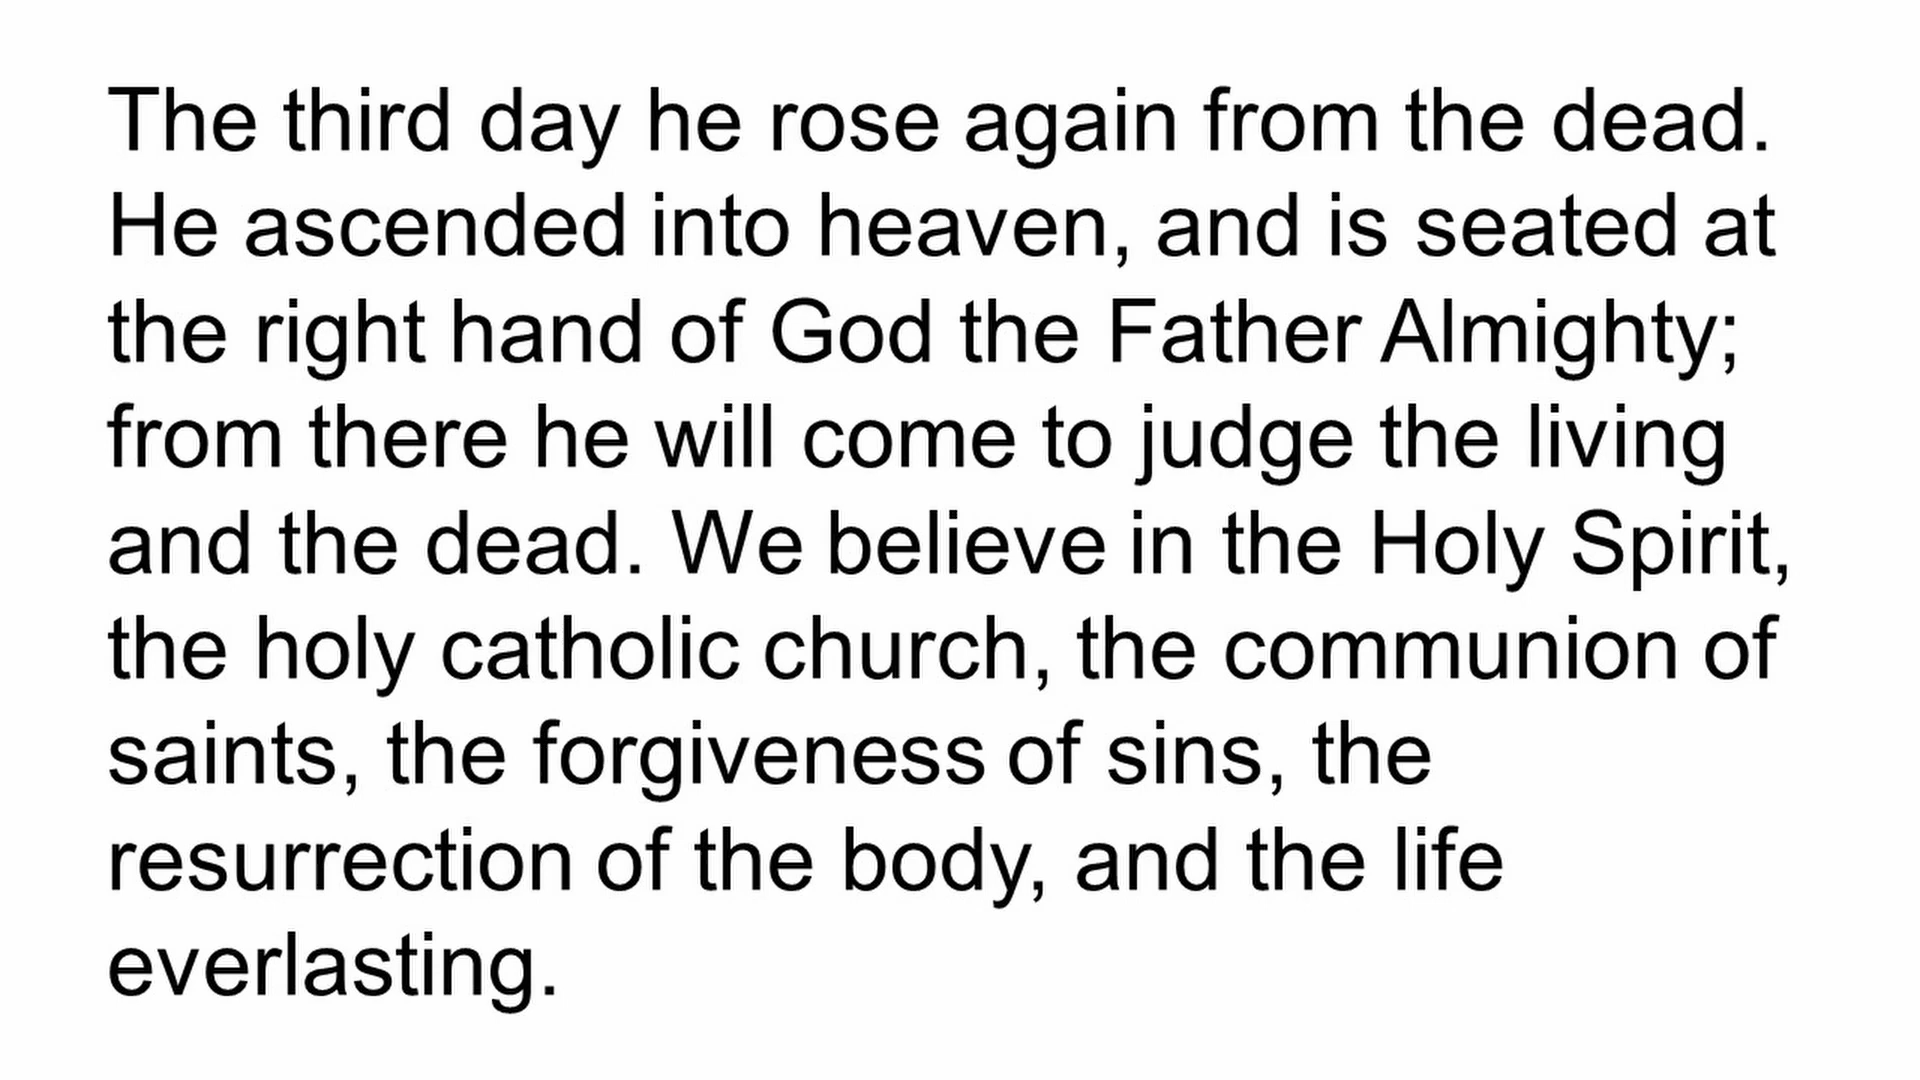 The third day he rose again from the dead.
He ascended into heaven, and is seated at
the right hand of God the Father Almighty;
from there he will come to judge the living
and the dead. We believe in the Holy Spirit,
the holy catholic church, the communion of
saints, the forgiveness of sins, the
resurrection of the body, and the life
everlasting.